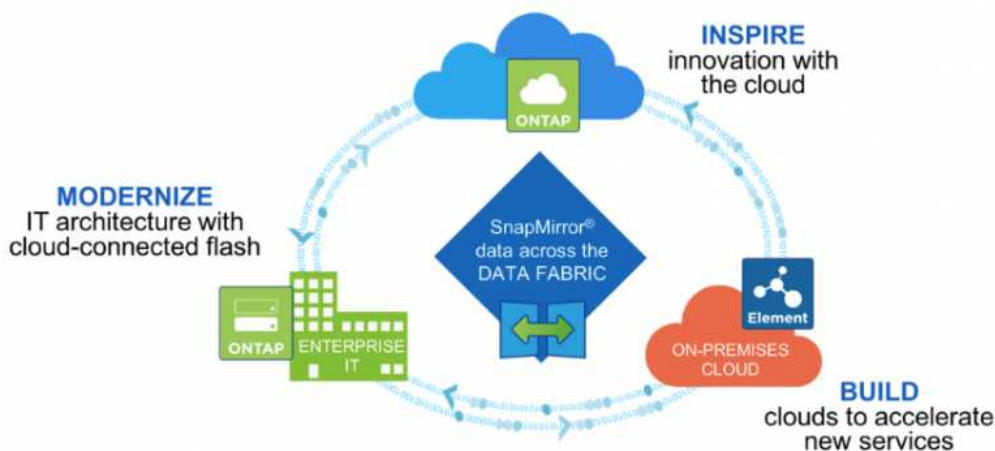 INSPIRE
innovation with
the cloud
ONTAP
MODERNIZE
IT architecture with
cloud-connected flash
SnapMirror®
data across the
DATA FABRIC
ONTAP
ENTERPRISE
IT
Element
ON-PREMISES
CLOUD
BUILD
clouds to accelerate
new services